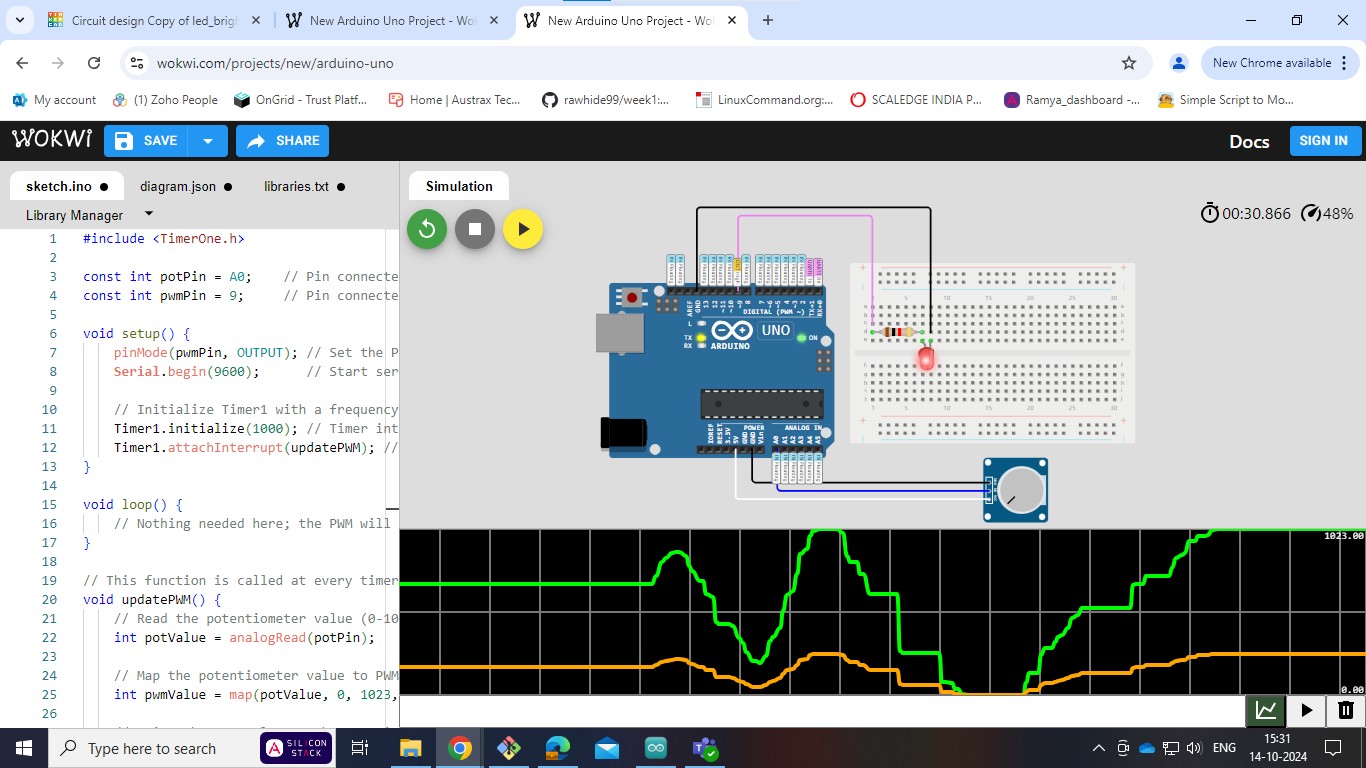 Circuit design Copy of led_brig
New Arduino Uno Project - Wo
New Arduino Uno Project - Wo
wokwi.com/projects/new/arduino-uno
New Chrome available
My account
(1) Zoho People
OnGrid - Trust Platf...
Home | Austrax Tec...
rawhide99/week1:...
LinuxCommand.org:...
SCALEDGE INDIA P...
Ramya_dashboard -...
Simple Script to Mo...
WOKWI
SAVE
SHARE
Docs
SIGN IN
sketch.ino
diagram.json
libraries.txt
Library Manager
1 #include <TimerOne.h>
2
3 const int potPin = A0; // Pin connecte
4 const int pwmPin = 9; // Pin connecte
5
6 void setup() {
7 pinMode(pwmPin, OUTPUT); // Set the P
8 Serial.begin(9600); // Start ser
9
10 // Initialize Timer1 with a frequency
11 Timer1.initialize(1000); // Timer int
12 Timer1.attachInterrupt(updatePWM); //
13 }
14
15 void loop() {
16 // Nothing needed here; the PWM will
17 }
18
19 // This function is called at every timer
20 void updatePWM() {
21 // Read the potentiometer value (0-10
22 int potValue = analogRead(potPin);
23
24 // Map the potentiometer value to PWM
25 int pwmValue = map(potValue, 0, 1023,
26
Simulation
00:30.866
48%
AREF
GND
13
12
~11
~10
~9
8
7
~6
~5
4
~3
2
TX→1
RX←0
DIGITAL (PWM ~)
L
TX
RX
UNO
ARDUINO
ON
IOREF
RESET
3.3V
5V
GND
GND
Vin
POWER
ANALOG IN
A0
A1
A2
A3
A4
A5
1 5 10 15 20 25 30
1 5 10 15 20 25 30
1023.00
0.00
Type here to search
SILICON
STACK
ENG
15:31
14-10-2024